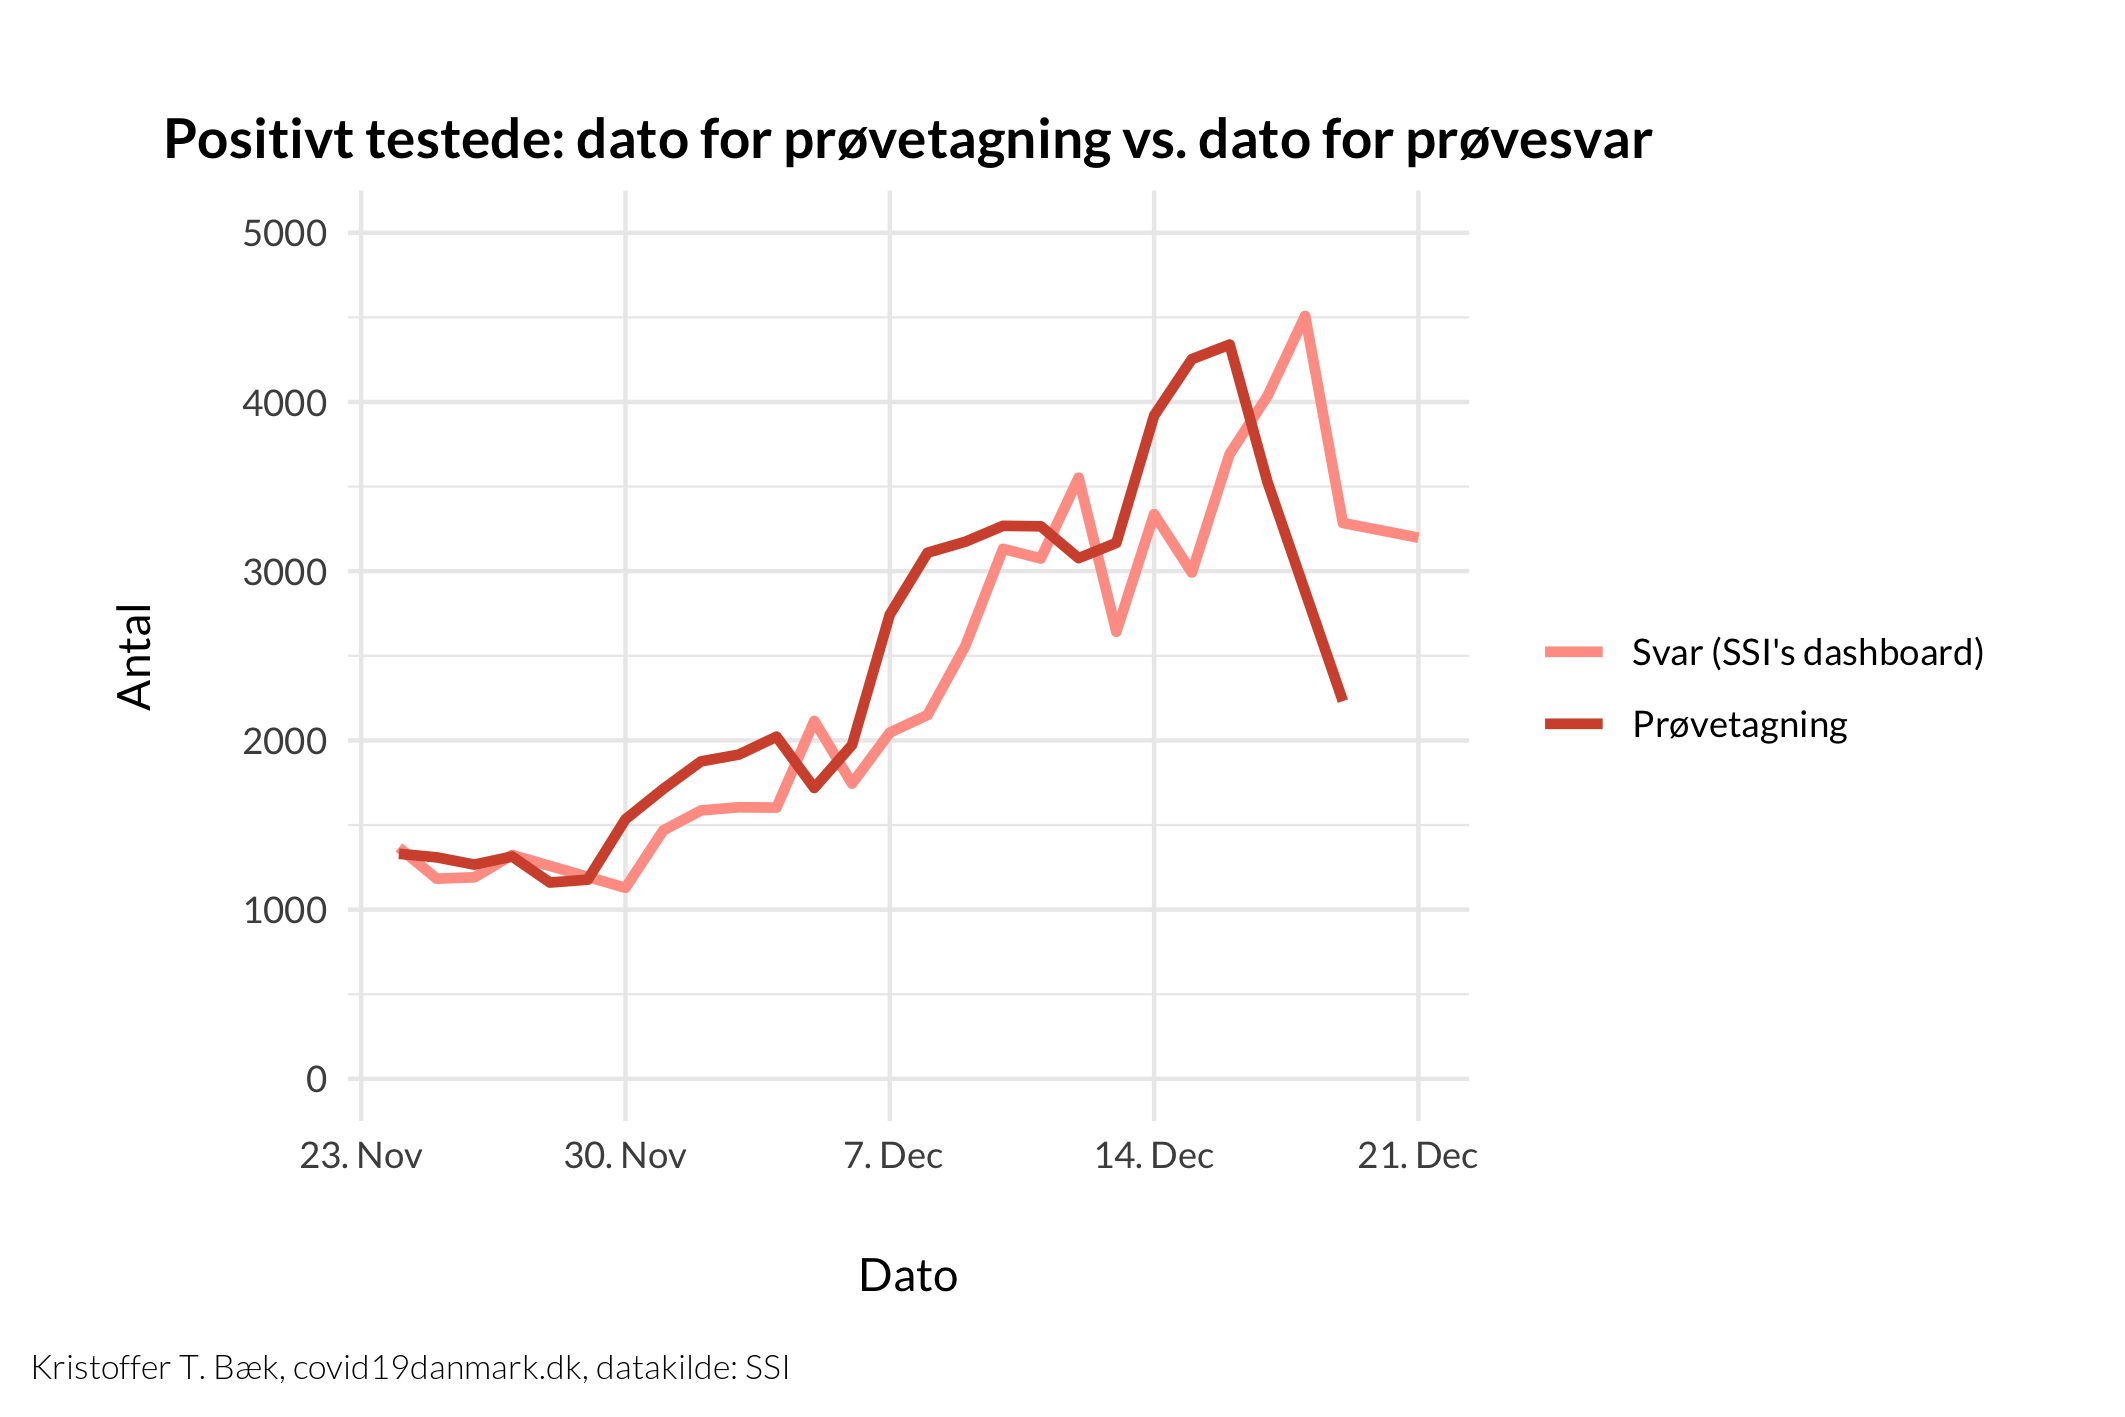 Positivt testede: dato for prøvetagning vs. dato for prøvesvar
5000
4000
3000
2000
1000
0
Antal
23. Nov
30. Nov
7. Dec
14. Dec
21. Dec
Dato
Svar (SSI's dashboard)
Prøvetagning
Kristoffer T. Bæk, covid19danmark.dk, datakilde: SSI